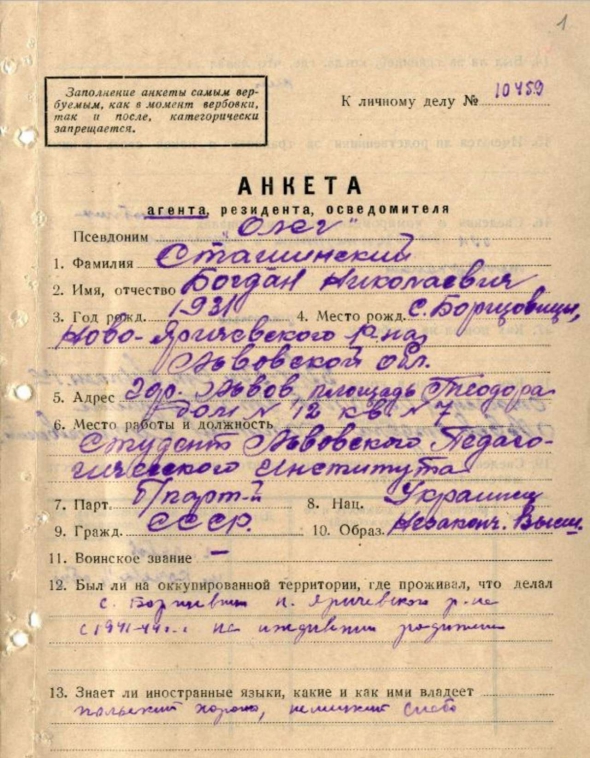 1
Заполнение анкеты самым вер-
буемым, как в момент вербовки,
так и после, категорически
запрещается.
К личному делу № 10459
АНКЕТА
агента, резидента, осведомителя
Псевдоним „Олег"
1. Фамилия Сташинский
2. Имя, отчество Богдан Николаевич
3. Год рожд. 1931 4. Место рожд. с. Борщовицы,
Ново-Яричевского р-на,
Львовской обл.
5. Адрес гор. Львов площадь Теодора
дом N 12 кв. N 7
6. Место работы и должность
Студент Львовского Педаго-
гического Института
7. Парт. б/парт-й 8. Нац. Украинец
9. Гражд. СССР. 10. Образ. Незаконч. Высш.
11. Воинское звание —
12. Был ли на оккупированной территории, где проживал, что делал
с. Борщевичи н. Яричевского р-на
с 1941-44 г.г. на иждивении родителей
13. Знает ли иностранные языки, какие и как ими владеет
польский хорошо, немецкий слабо